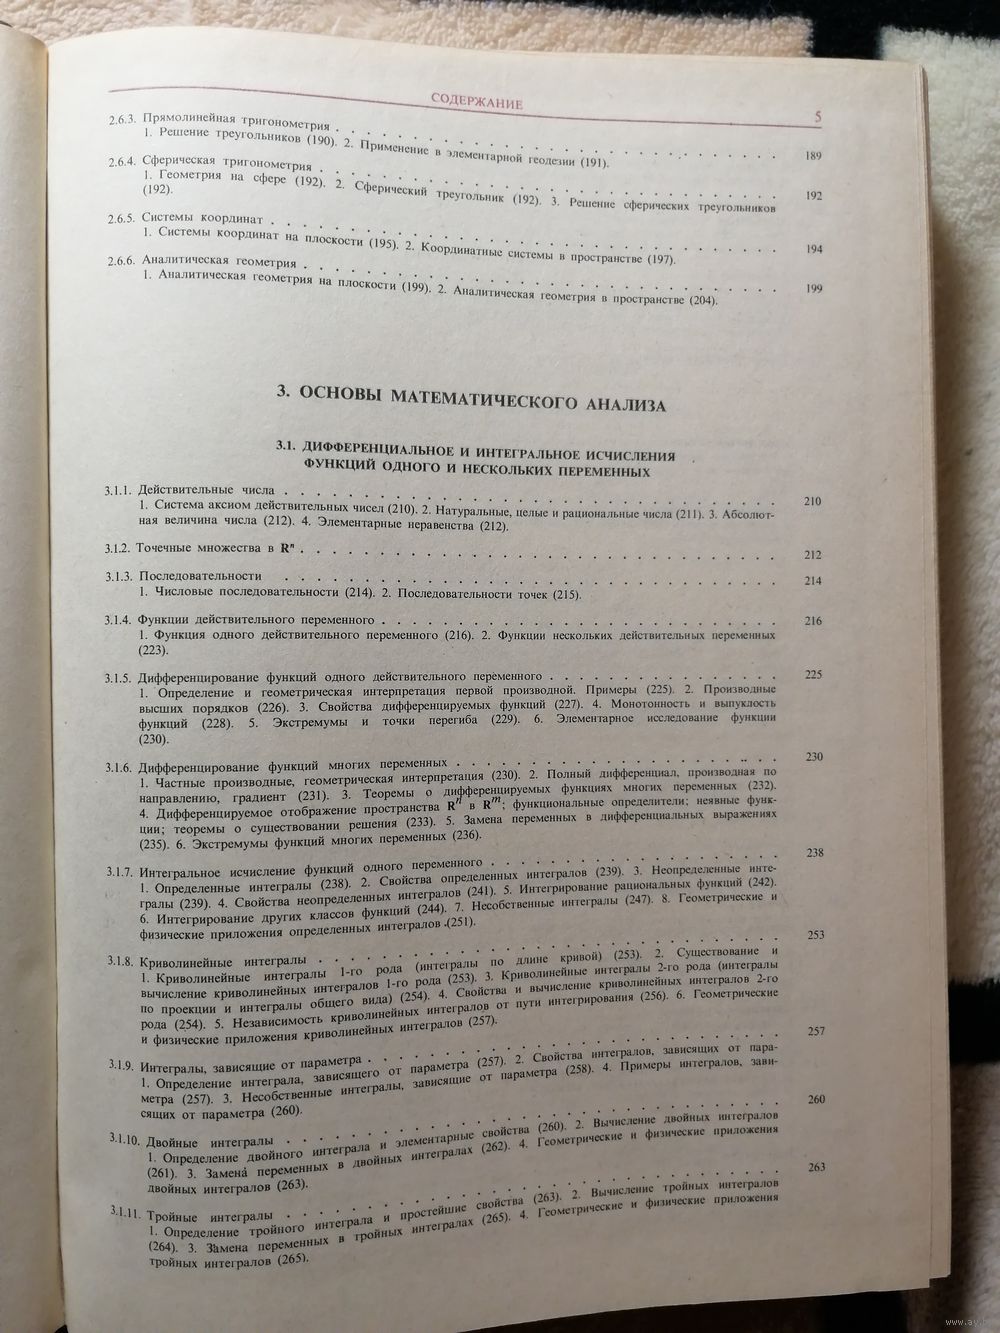 СОДЕРЖАНИЕ 5
2.6.3. Прямолинейная тригонометрия . . . . . . . . . . . . . . . . . . . . 189
1. Решение треугольников (190). 2. Применение в элементарной геодезии (191).
2.6.4. Сферическая тригонометрия . . . . . . . . . . . . . . . . . . . . 192
1. Геометрия на сфере (192). 2. Сферический треугольник (192). 3. Решение сферических треугольников
(192).
2.6.5. Системы координат . . . . . . . . . . . . . . . . . . . . 194
1. Системы координат на плоскости (195). 2. Координатные системы в пространстве (197).
2.6.6. Аналитическая геометрия . . . . . . . . . . . . . . . . . . . . 199
1. Аналитическая геометрия на плоскости (199). 2. Аналитическая геометрия в пространстве (204).
3. ОСНОВЫ МАТЕМАТИЧЕСКОГО АНАЛИЗА
3.1. ДИФФЕРЕНЦИАЛЬНОЕ И ИНТЕГРАЛЬНОЕ ИСЧИСЛЕНИЯ
ФУНКЦИЙ ОДНОГО И НЕСКОЛЬКИХ ПЕРЕМЕННЫХ
3.1.1. Действительные числа . . . . . . . . . . . . . . . . . . . . 210
1. Система аксиом действительных чисел (210). 2. Натуральные, целые и рациональные числа (211). 3. Абсолют-
ная величина числа (212). 4. Элементарные неравенства (212).
3.1.2. Точечные множества в Rⁿ . . . . . . . . . . . . . . . . . . . . 212
3.1.3. Последовательности . . . . . . . . . . . . . . . . . . . . 214
1. Числовые последовательности (214). 2. Последовательности точек (215).
3.1.4. Функции действительного переменного . . . . . . . . . . . . . . . . . . . . 216
1. Функция одного действительного переменного (216). 2. Функции нескольких действительных переменных
(223).
3.1.5. Дифференцирование функций одного действительного переменного . . . . . . . . . . . . . . . 225
1. Определение и геометрическая интерпретация первой производной. Примеры (225). 2. Производные
высших порядков (226). 3. Свойства дифференцируемых функций (227). 4. Монотонность и выпуклость
функций (228). 5. Экстремумы и точки перегиба (229). 6. Элементарное исследование функции
(230).
3.1.6. Дифференцирование функций многих переменных . . . . . . . . . . . . . . . . . . . . 230
1. Частные производные, геометрическая интерпретация (230). 2. Полный дифференциал, производная по
направлению, градиент (231). 3. Теоремы о дифференцируемых функциях многих переменных (232).
4. Дифференцируемое отображение пространства Rⁿ в Rᵐ; функциональные определители; неявные функ-
ции; теоремы о существовании решения (233). 5. Замена переменных в дифференциальных выражениях
(235). 6. Экстремумы функций многих переменных (236).
3.1.7. Интегральное исчисление функций одного переменного . . . . . . . . . . . . . . . . . . 238
1. Определенные интегралы (238). 2. Свойства определенных интегралов (239). 3. Неопределенные инте-
гралы (239). 4. Свойства неопределенных интегралов (241). 5. Интегрирование рациональных функций (242).
6. Интегрирование других классов функций (244). 7. Несобственные интегралы (247). 8. Геометрические и
физические приложения определенных интегралов (251).
3.1.8. Криволинейные интегралы . . . . . . . . . . . . . . . . . . . . 253
1. Криволинейные интегралы 1-го рода (интегралы по длине кривой) (253). 2. Существование и
вычисление криволинейных интегралов 1-го рода (253). 3. Криволинейные интегралы 2-го рода (интегралы
по проекции и интегралы общего вида) (254). 4. Свойства и вычисление криволинейных интегралов 2-го
рода (254). 5. Независимость криволинейных интегралов от пути интегрирования (256). 6. Геометрические
и физические приложения криволинейных интегралов (257).
3.1.9. Интегралы, зависящие от параметра . . . . . . . . . . . . . . . . . . . . 257
1. Определение интеграла, зависящего от параметра (257). 2. Свойства интегралов, зависящих от пара-
метра (257). 3. Несобственные интегралы, зависящие от параметра (258). 4. Примеры интегралов, зави-
сящих от параметра (260).
3.1.10. Двойные интегралы . . . . . . . . . . . . . . . . . . . . 260
1. Определение двойного интеграла и элементарные свойства (260). 2. Вычисление двойных интегралов
(261). 3. Замена переменных в двойных интегралах (262). 4. Геометрические и физические приложения
двойных интегралов (263).
3.1.11. Тройные интегралы . . . . . . . . . . . . . . . . . . . . 263
1. Определение тройного интеграла и простейшие свойства (263). 2. Вычисление тройных интегралов
(264). 3. Замена переменных в тройных интегралах (265). 4. Геометрические и физические приложения
тройных интегралов (265).